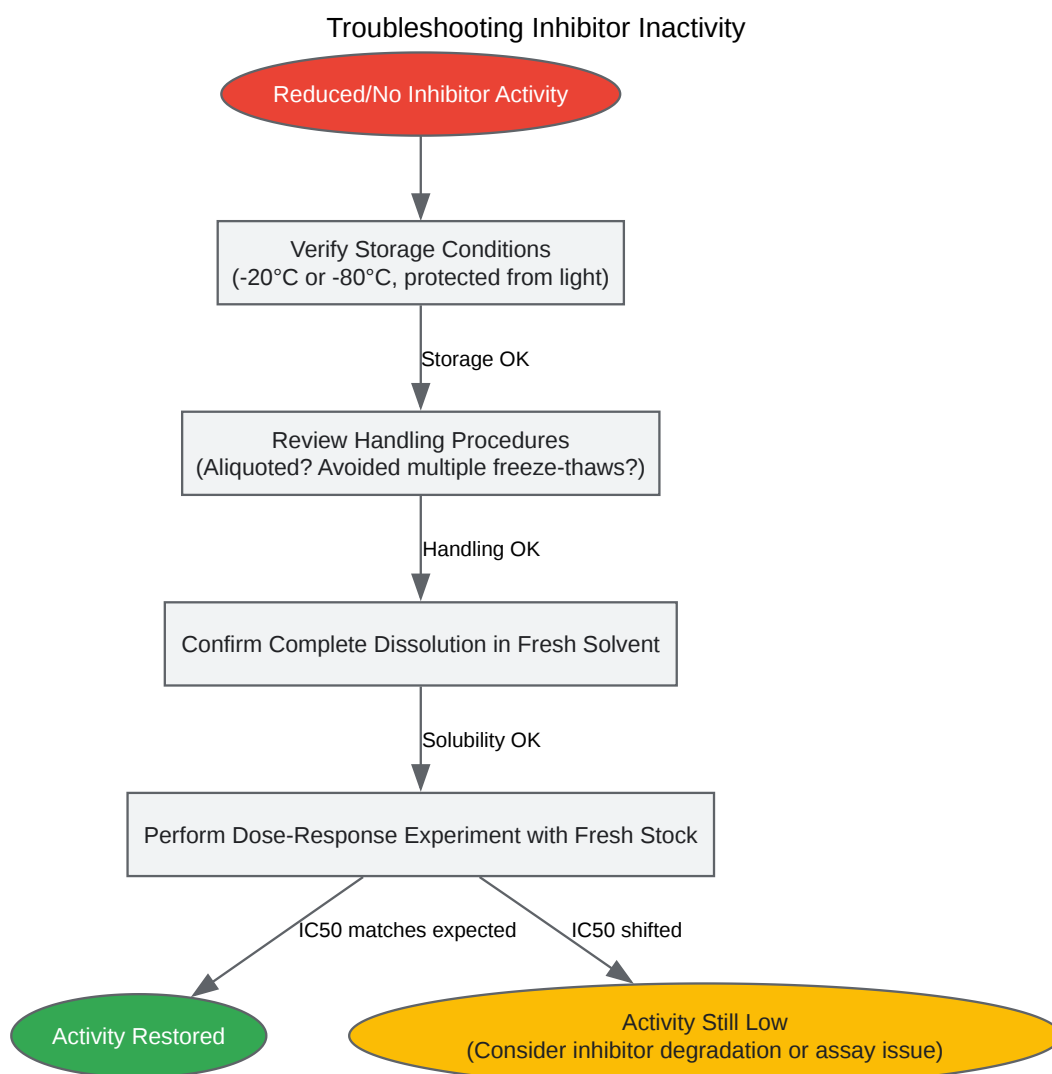 Troubleshooting Inhibitor Inactivity
Reduced/No Inhibitor Activity
Verify Storage Conditions
(-20°C or -80°C, protected from light)
Storage OK
Review Handling Procedures
(Aliquoted? Avoided multiple freeze-thaws?)
Handling OK
Confirm Complete Dissolution in Fresh Solvent
Solubility OK
Perform Dose-Response Experiment with Fresh Stock
IC50 matches expected
IC50 shifted
Activity Restored
Activity Still Low
(Consider inhibitor degradation or assay issue)